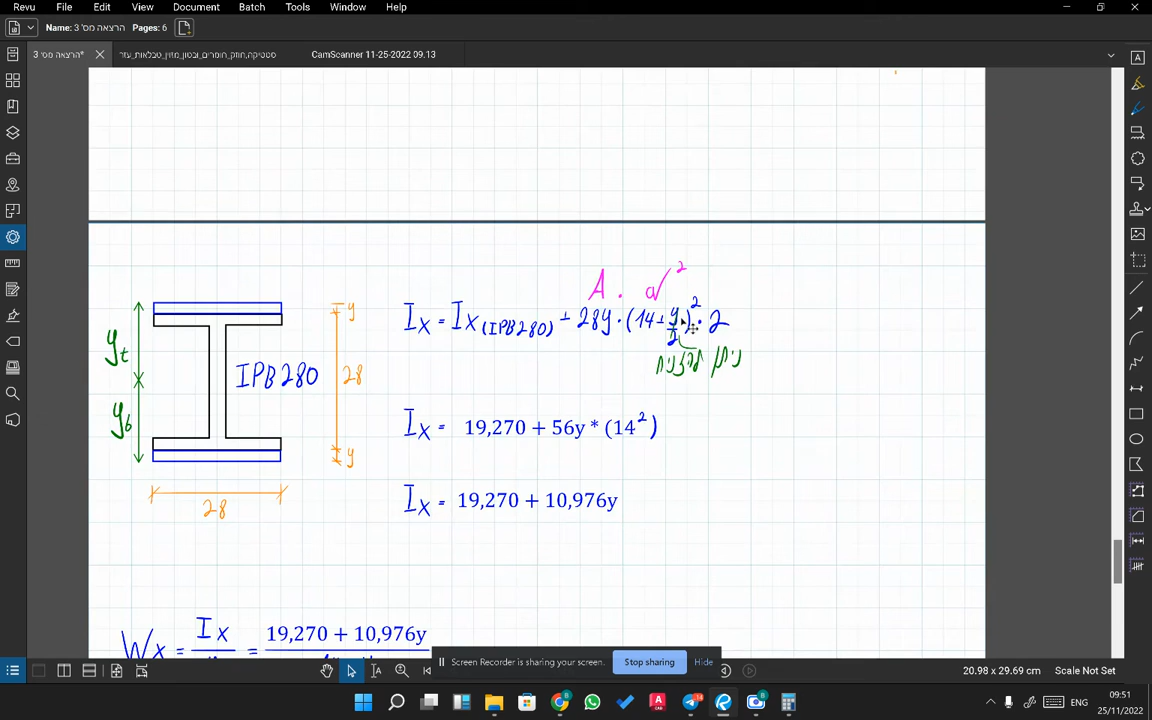 Revu File Edit View Document Batch Tools Window Help
Name: הרצאה מס' 3 Pages: 6
הרצאה מס' 3* סטטיקה,חוזק_חומרים_ובטון_מזוין_טבלאות_עזר CamScanner 11-25-2022 09.13
A · a²
Ix = Ix (IPB280) + 28y · (14 + y/2)² · 2
ניתן
yt
yb
IPB280
y
28
y
28
Ix = 19,270 + 56y * (14²)
Ix = 19,270 + 10,976y
Wx = Ix = 19,270 + 10,976y
Screen Recorder is sharing your screen. Stop sharing Hide
20.98 x 29.69 cm Scale Not Set
ENG 09:51
25/11/2022